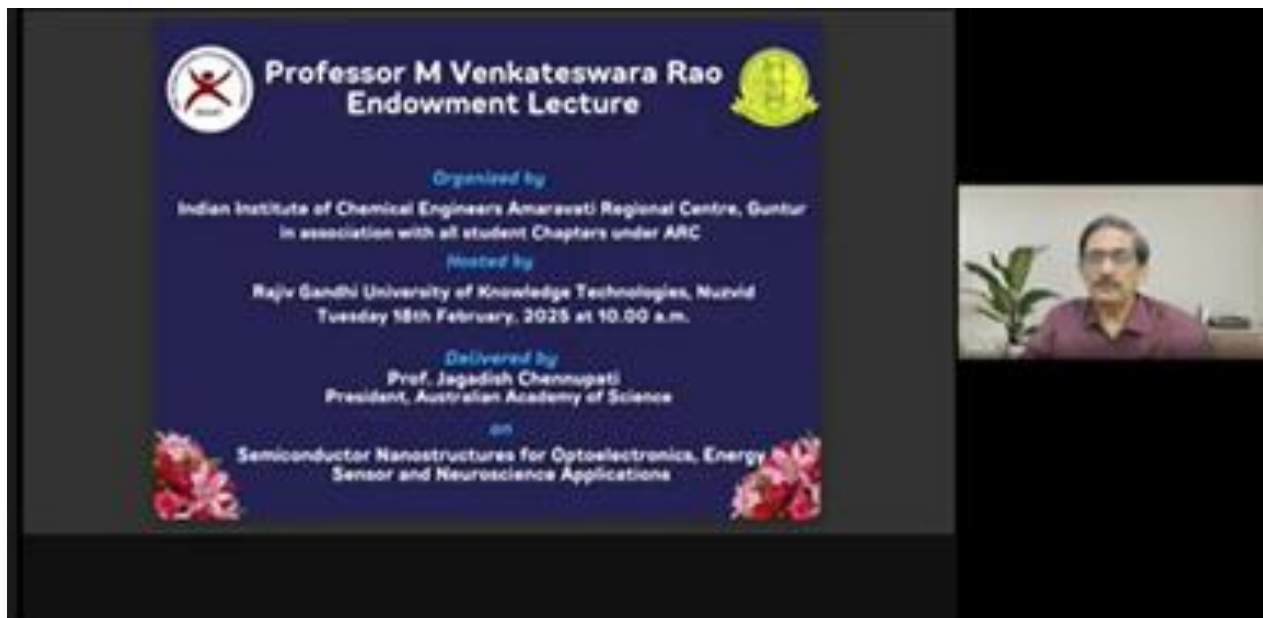 Professor M Venkateswara Rao
Endowment Lecture
Organized by
Indian Institute of Chemical Engineers Amaravati Regional Centre, Guntur
in association with all student Chapters under ARC
Hosted by
Rajiv Gandhi University of Knowledge Technologies, Nuzvid
Tuesday 18th February, 2025 at 10.00 a.m.
Delivered by
Prof. Jagadish Chennupati
President, Australian Academy of Science
on
Semiconductor Nanostructures for Optoelectronics, Energy
Sensor and Neuroscience Applications